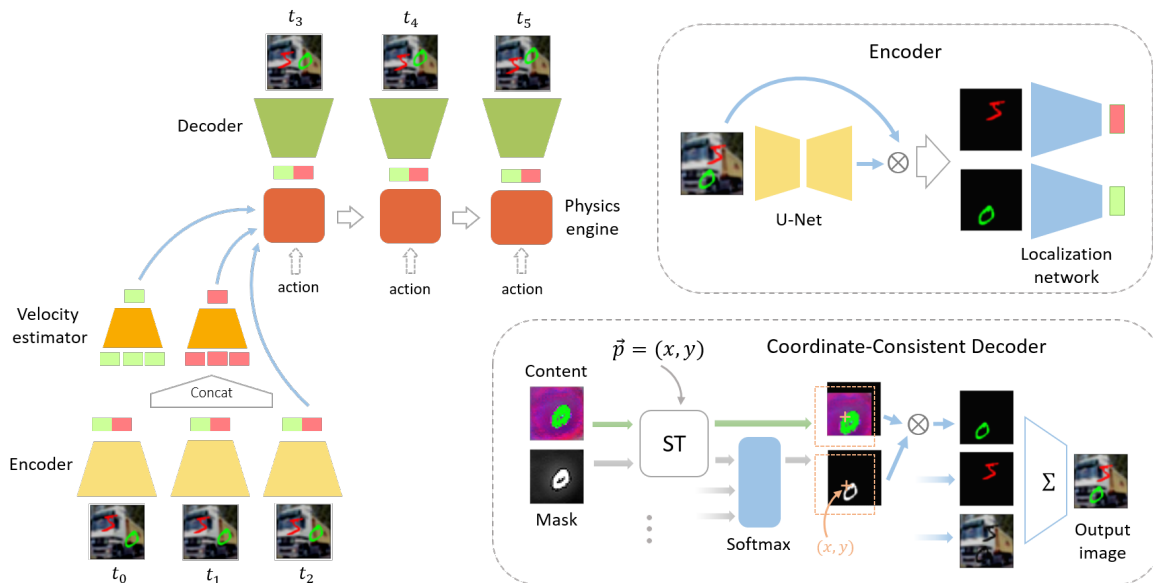 t₃ t₄ t₅
Decoder
Physics
engine
action action action
Velocity
estimator
Concat
Encoder
t₀ t₁ t₂
Encoder
U-Net
Localization
network
p⃗ = (x, y)
Coordinate-Consistent Decoder
Content
ST
Mask
Softmax
(x, y)
Σ
Output
image